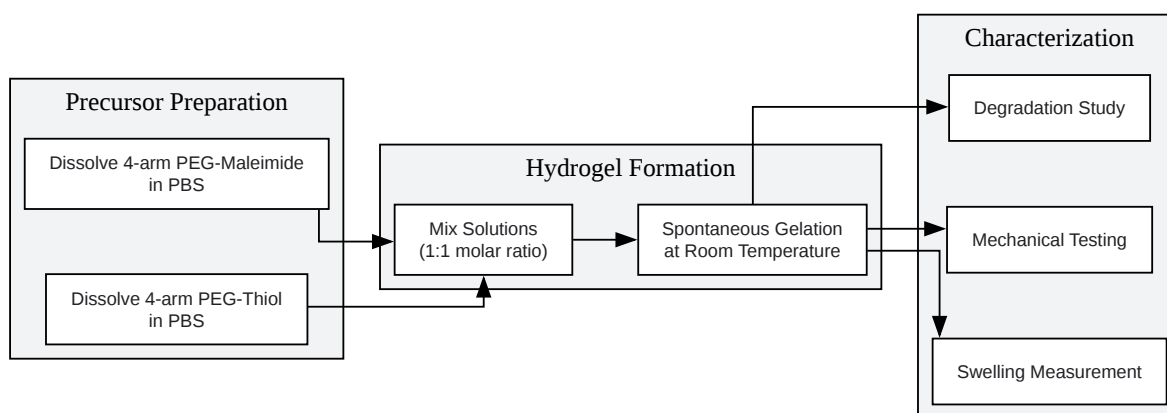 Precursor Preparation
Dissolve 4-arm PEG-Maleimide
in PBS
Dissolve 4-arm PEG-Thiol
in PBS
Hydrogel Formation
Mix Solutions
(1:1 molar ratio)
Spontaneous Gelation
at Room Temperature
Characterization
Degradation Study
Mechanical Testing
Swelling Measurement